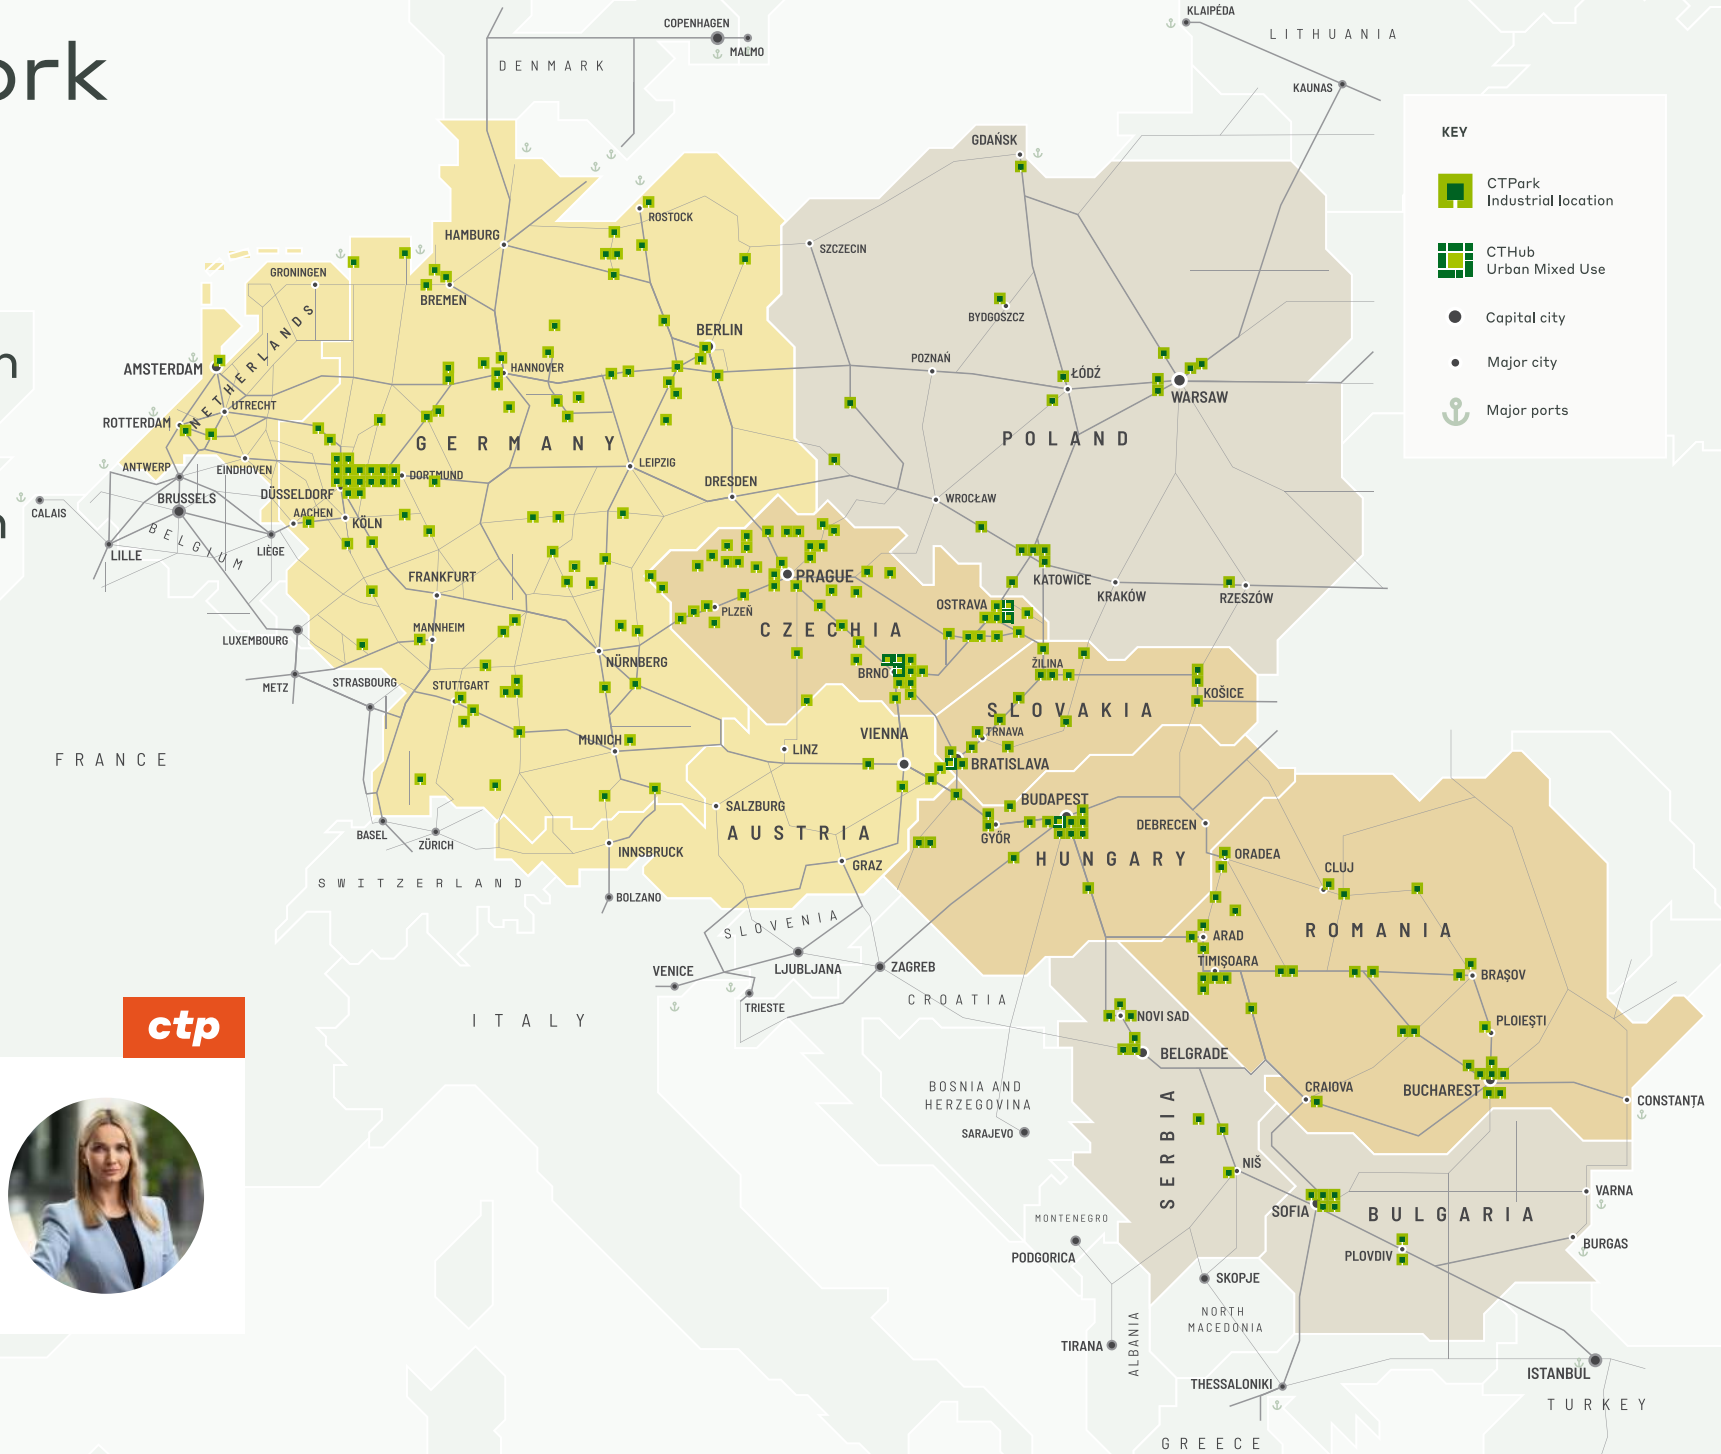 ork
n
n
KEY
CTPark
Industrial location
CTHub
Urban Mixed Use
Capital city
Major city
Major ports
KLAIPĖDA
LITHUANIA
COPENHAGEN
MALMO
DENMARK
KAUNAS
GDAŃSK
ROSTOCK
HAMBURG
SZCZECIN
GRONINGEN
BREMEN
BYDGOSZCZ
BERLIN
NETHERLANDS
AMSTERDAM
HANNOVER
POZNAŃ
ŁÓDŹ
WARSAW
UTRECHT
ROTTERDAM
GERMANY
POLAND
ANTWERP
EINDHOVEN
DORTMUND
LEIPZIG
DRESDEN
DÜSSELDORF
BRUSSELS
WROCŁAW
CALAIS
AACHEN
KÖLN
BELGIUM
LILLE
LIÈGE
FRANKFURT
PRAGUE
KATOWICE
KRAKÓW
RZESZÓW
OSTRAVA
PLZEŇ
CZECHIA
LUXEMBOURG
MANNHEIM
NÜRNBERG
ŽILINA
BRNO
METZ
STRASBOURG
STUTTGART
KOŠICE
SLOVAKIA
TRNAVA
VIENNA
MUNICH
LINZ
FRANCE
BRATISLAVA
BUDAPEST
SALZBURG
AUSTRIA
DEBRECEN
BASEL
ZÜRICH
GYÖR
INNSBRUCK
HUNGARY
ORADEA
GRAZ
CLUJ
SWITZERLAND
BOLZANO
SLOVENIA
ROMANIA
ARAD
TIMIȘOARA
VENICE
LJUBLJANA
ZAGREB
BRAȘOV
TRIESTE
CROATIA
NOVI SAD
PLOIEȘTI
ITALY
ctp
BELGRADE
BOSNIA AND
HERZEGOVINA
CRAIOVA
BUCHAREST
CONSTANȚA
SARAJEVO
SERBIA
NIŠ
VARNA
SOFIA
BULGARIA
MONTENEGRO
PODGORICA
PLOVDIV
BURGAS
SKOPJE
NORTH
MACEDONIA
TIRANA
ALBANIA
ISTANBUL
THESSALONIKI
TURKEY
GREECE